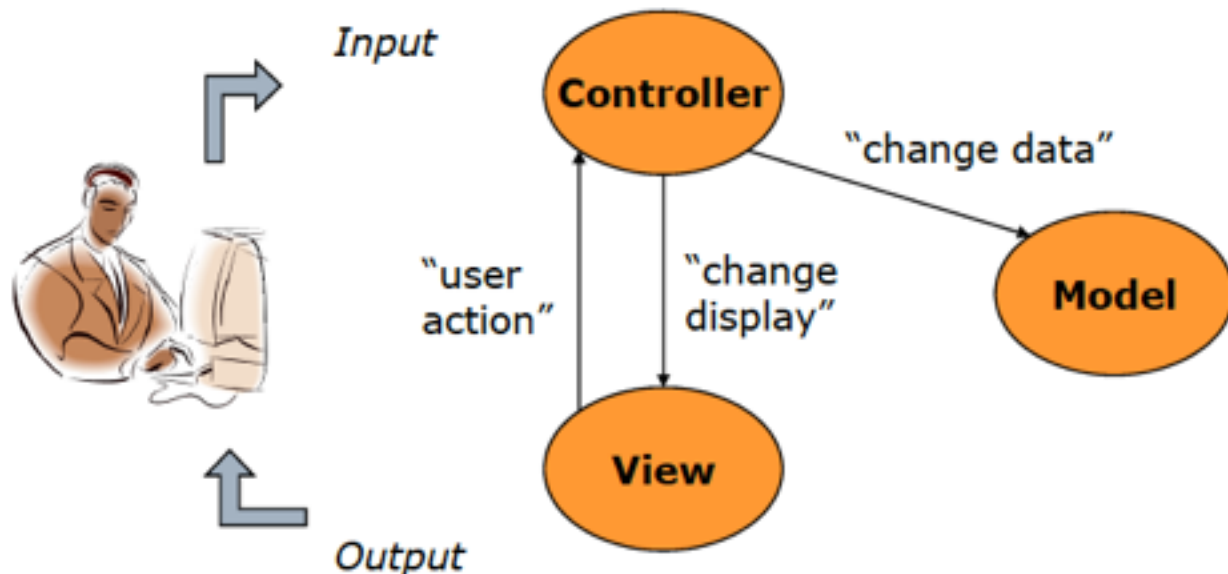 Input
Controller
“change data”
“user
action”
“change
display”
Model
View
Output